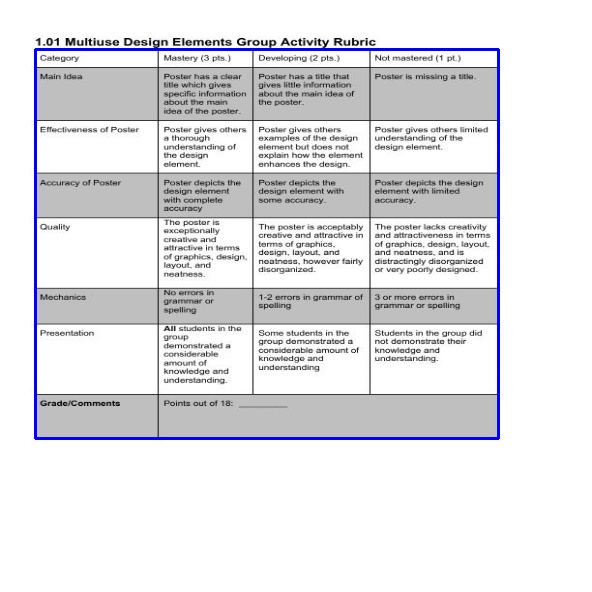 1.01 Multiuse Design Elements Group Activity Rubric
Category
Mastery (3 pts.)
Developing (2 pts.)
Not mastered (1 pt.)
Main Idea
Poster has a clear
title which gives
specific information
about the main
idea of the poster.
Poster has a title that
gives little information
about the main idea of
the poster.
Poster is missing a title.
Effectiveness of Poster
Poster gives others
a thorough
understanding of
the design
element.
Poster gives others
examples of the design
element but does not
explain how the element
enhances the design.
Poster gives others limited
understanding of the
design element.
Accuracy of Poster
Poster depicts the
design element
with complete
accuracy
Poster depicts the
design element with
some accuracy.
Poster depicts the design
element with limited
accuracy.
Quality
The poster is
exceptionally
creative and
attractive in terms
of graphics, design,
layout, and
neatness.
The poster is acceptably
creative and attractive in
terms of graphics,
design, layout, and
neatness, however fairly
disorganized.
The poster lacks creativity
and attractiveness in terms
of graphics, design, layout,
and neatness, and is
distractingly disorganized
or very poorly designed.
Mechanics
No errors in
grammar or
spelling
1-2 errors in grammar of
spelling
3 or more errors in
grammar or spelling
Presentation
All students in the
group
demonstrated a
considerable
amount of
knowledge and
understanding.
Some students in the
group demonstrated a
considerable amount of
knowledge and
understanding
Students in the group did
not demonstrate their
knowledge and
understanding.
Grade/Comments
Points out of 18: __________